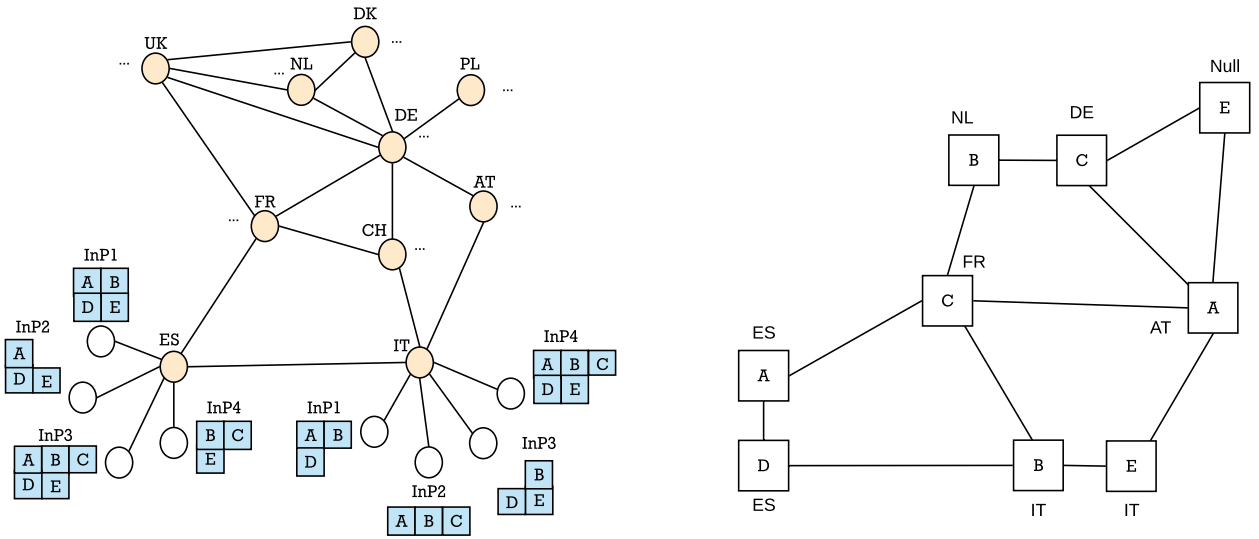 DK
...
UK
...
NL
...
PL
...
DE
...
AT
...
FR
...
CH
...
InP1
A B
D E
InP2
A
D E
ES
IT
InP3
A B C
D E
InP4
B C
E
InP1
A B
D
InP2
A B C
InP3
B
D E
InP4
A B C
D E
Null
E
NL
B
DE
C
FR
C
AT
A
ES
A
D
ES
B
IT
E
IT